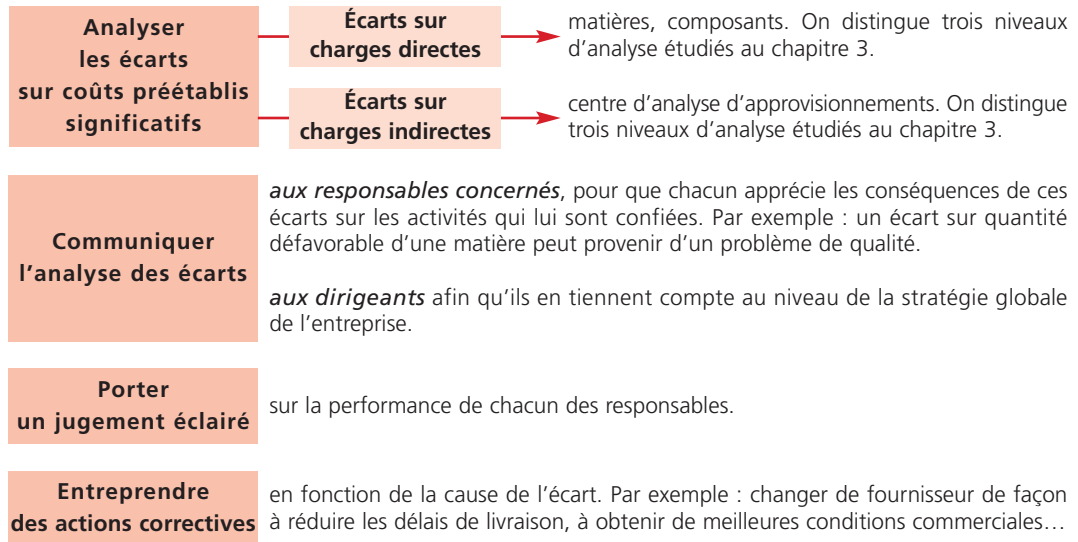 Analyser
les écarts
sur coûts préétablis
significatifs
Écarts sur
charges directes
matières, composants. On distingue trois niveaux
d’analyse étudiés au chapitre 3.
Écarts sur
charges indirectes
centre d’analyse d’approvisionnements. On distingue
trois niveaux d’analyse étudiés au chapitre 3.
Communiquer
l’analyse des écarts
aux responsables concernés, pour que chacun apprécie les conséquences de ces
écarts sur les activités qui lui sont confiées. Par exemple : un écart sur quantité
défavorable d’une matière peut provenir d’un problème de qualité.
aux dirigeants afin qu’ils en tiennent compte au niveau de la stratégie globale
de l’entreprise.
Porter
un jugement éclairé
sur la performance de chacun des responsables.
Entreprendre
des actions correctives
en fonction de la cause de l’écart. Par exemple : changer de fournisseur de façon
à réduire les délais de livraison, à obtenir de meilleures conditions commerciales…